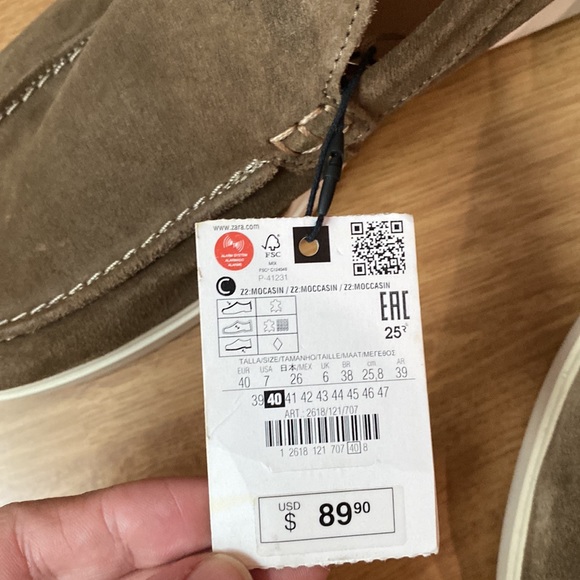 www.zara.com
ALARM SYSTEM
FSC
MIX
P-41231
C Z2:MOCASIN / Z2:MOCCASIN / Z2:MOCCASIN
EAC
25
TALLA/SIZE/TAMANHO/TAILLE/MAAT/ΜΕΓΕΘΟΣ
EUR USA 日本/MEX UK BR CT AR
40 7 26 6 38 25,8 39
39 40 41 42 43 44 45 46 47
ART.: 2618/121/707
1 2618 121 707 40 8
USD
$ 89 90